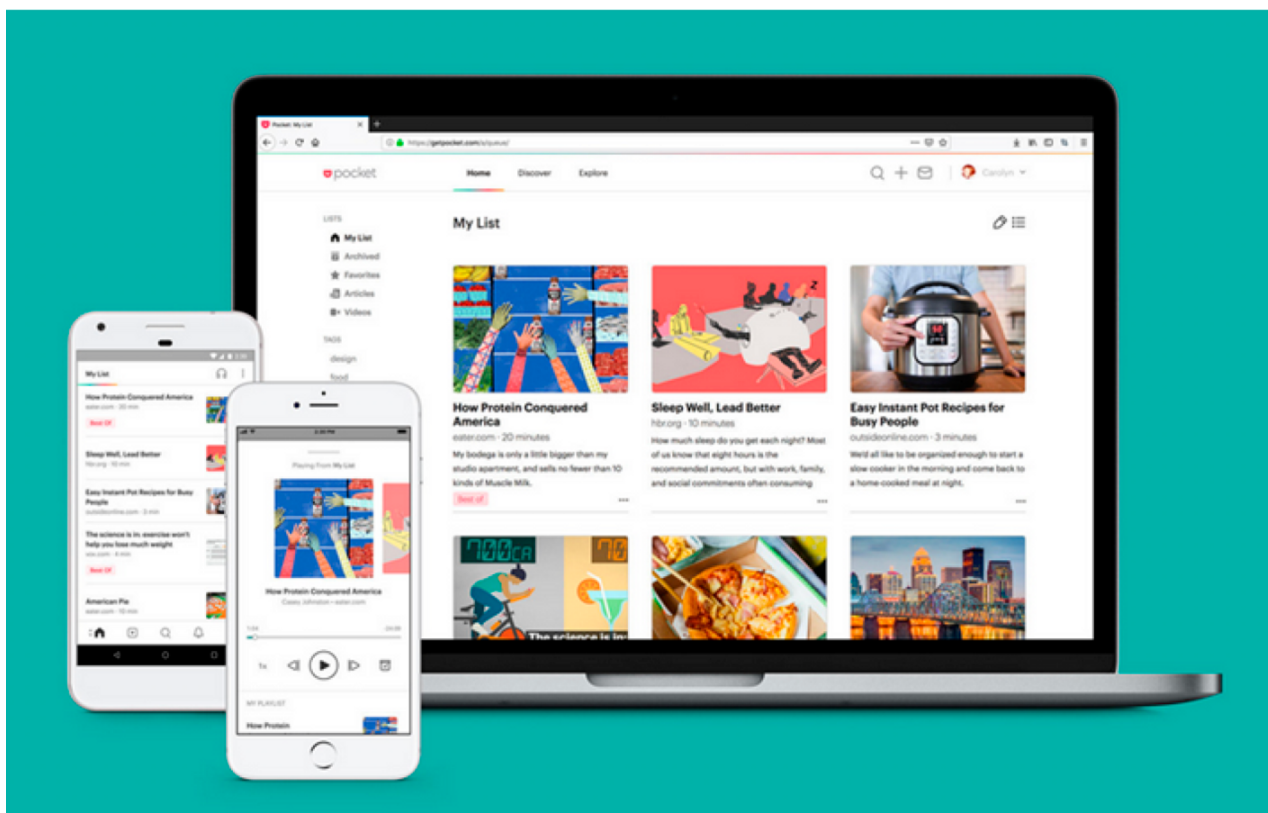 Pocket: My List
https://getpocket.com/a/queue/
pocket
Home Discover Explore
Carolyn
LISTS
My List
Archived
Favorites
Articles
Videos
TAGS
design
food
My List
How Protein Conquered
America
eater.com · 20 minutes
My bodega is only a little bigger than my
studio apartment, and sells no fewer than 10
kinds of Muscle Milk.
Best of
Sleep Well, Lead Better
hbr.org · 10 minutes
How much sleep do you get each night? Most
of us know that eight hours is the
recommended amount, but with work, family,
and social commitments often consuming
Easy Instant Pot Recipes for
Busy People
outsideonline.com · 3 minutes
We'd all like to be organized enough to start a
slow cooker in the morning and come back to
a home-cooked meal at night.
Z
700CA
70
The science is in:
My List
How Protein Conquered America
eater.com · 20 min
Best Of
Sleep Well, Lead Better
hbr.org · 10 min
Easy Instant Pot Recipes for Busy
People
outsideonline.com · 3 min
The science is in: exercise won't
help you lose much weight
vox.com · 4 min
Best Of
American Pie
eater.com · 10 min
Playing From My List
How Protein Conquered America
Casey Johnston • eater.com
1:04
1x
MY PLAYLIST
How Protein